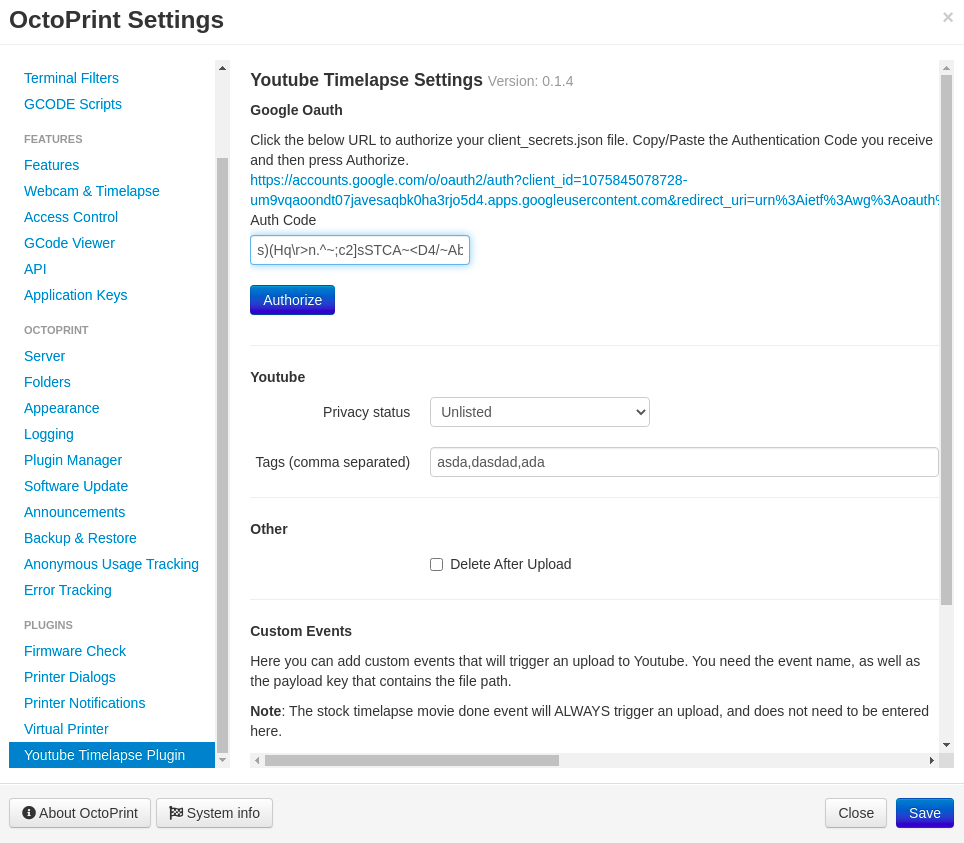 OctoPrint Settings
×
Terminal Filters
GCODE Scripts
FEATURES
Features
Webcam & Timelapse
Access Control
GCode Viewer
API
Application Keys
OCTOPRINT
Server
Folders
Appearance
Logging
Plugin Manager
Software Update
Announcements
Backup & Restore
Anonymous Usage Tracking
Error Tracking
PLUGINS
Firmware Check
Printer Dialogs
Printer Notifications
Virtual Printer
Youtube Timelapse Plugin
Youtube Timelapse Settings Version: 0.1.4
Google Oauth
Click the below URL to authorize your client_secrets.json file. Copy/Paste the Authentication Code you receive
and then press Authorize.
https://accounts.google.com/o/oauth2/auth?client_id=1075845078728-
um9vqaoondt07javesaqbk0ha3rjo5d4.apps.googleusercontent.com&redirect_uri=urn%3Aietf%3Awg%3Aoauth%
Auth Code
s)(Hq\r>n.^~;c2]sSTCA~<D4/~Ab
Authorize
Youtube
Privacy status Unlisted
Tags (comma separated) asda,dasdad,ada
Other
Delete After Upload
Custom Events
Here you can add custom events that will trigger an upload to Youtube. You need the event name, as well as
the payload key that contains the file path.
Note: The stock timelapse movie done event will ALWAYS trigger an upload, and does not need to be entered
here.
About OctoPrint System info Close Save